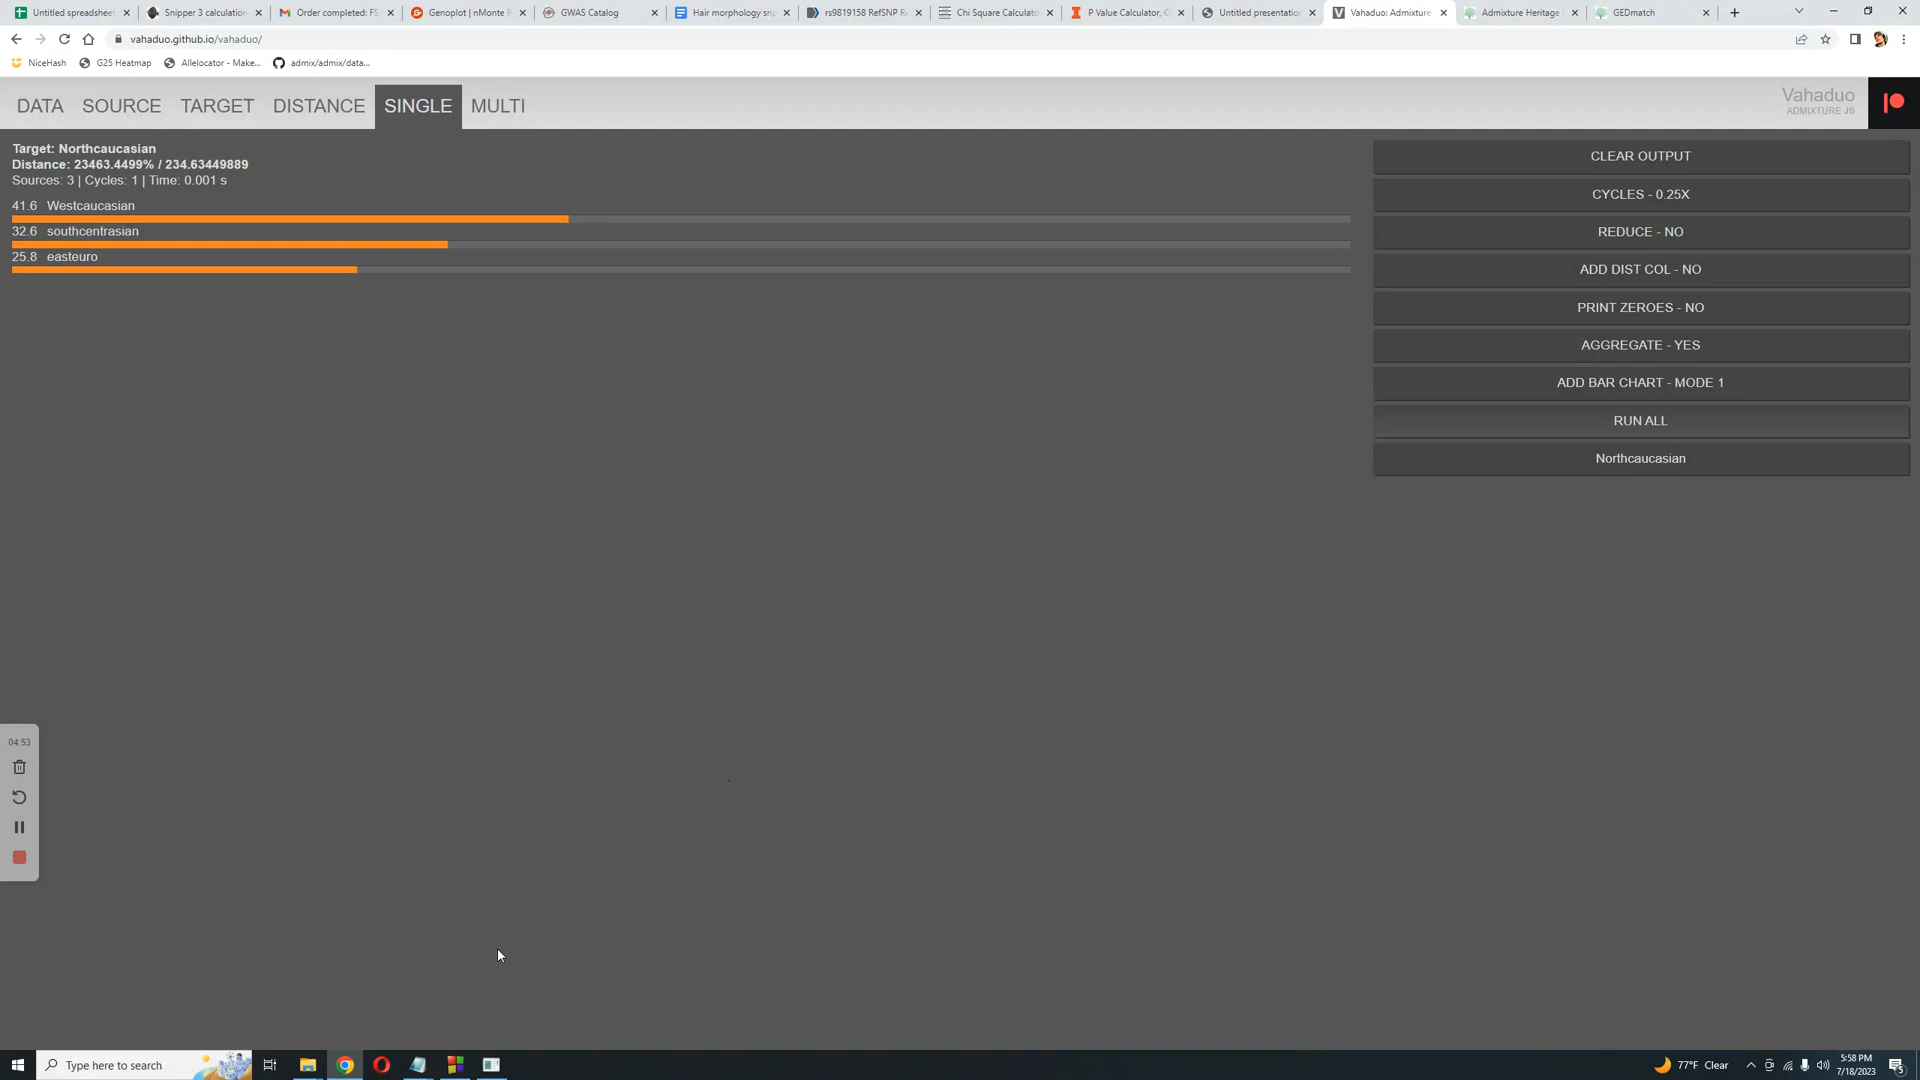 Untitled spreadsheet
Snipper 3 calculation
Order completed: FS
Genoplot | nMonte R
GWAS Catalog
Hair morphology snp
rs9819158 RefSNP Re
Chi Square Calculato
P Value Calculator, C
Untitled presentation
Vahaduo: Admixture
Admixture Heritage
GEDmatch
vahaduo.github.io/vahaduo/
NiceHash
G25 Heatmap
Allelocator - Make...
admix/admix/data...
DATA SOURCE TARGET DISTANCE SINGLE MULTI
Vahaduo
ADMIXTURE JS
Target: Northcaucasian
Distance: 23463.4499% / 234.63449889
Sources: 3 | Cycles: 1 | Time: 0.001 s
41.6 Westcaucasian
32.6 southcentrasian
25.8 easteuro
CLEAR OUTPUT
CYCLES - 0.25X
REDUCE - NO
ADD DIST COL - NO
PRINT ZEROES - NO
AGGREGATE - YES
ADD BAR CHART - MODE 1
RUN ALL
Northcaucasian
04:53
Type here to search
77°F Clear
5:58 PM
7/18/2023
5